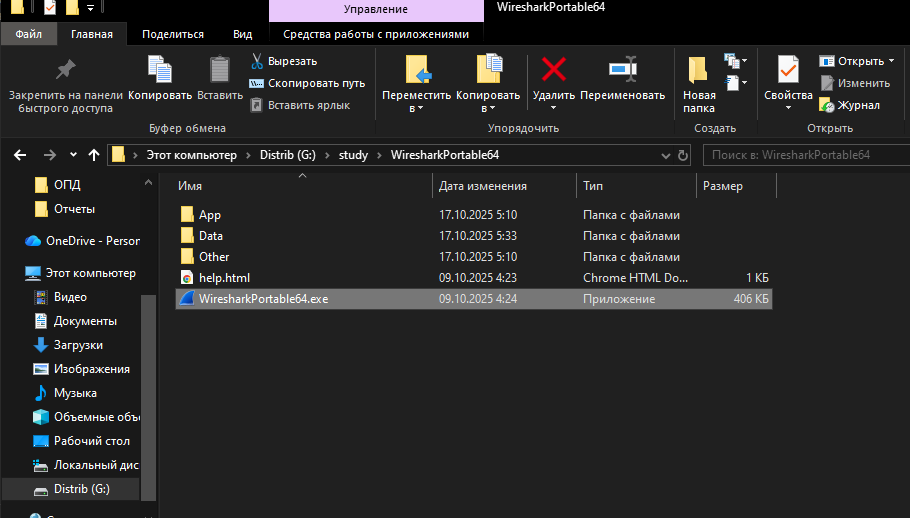 Управление
WiresharkPortable64
Файл
Главная
Поделиться
Вид
Средства работы с приложениями
Закрепить на панели
быстрого доступа
Копировать
Вставить
Вырезать
Скопировать путь
Вставить ярлык
Буфер обмена
Переместить
в
Копировать
в
Удалить
Переименовать
Упорядочить
Новая
папка
Создать
Свойства
Открыть
Изменить
Журнал
Открыть
Этот компьютер
Distrib (G:)
study
WiresharkPortable64
Поиск в: WiresharkPortable64
ОПД
Отчеты
OneDrive - Person
Этот компьютер
Видео
Документы
Загрузки
Изображения
Музыка
Объемные объ
Рабочий стол
Локальный дис
Distrib (G:)
Имя
Дата изменения
Тип
Размер
App 17.10.2025 5:10 Папка с файлами
Data 17.10.2025 5:33 Папка с файлами
Other 17.10.2025 5:10 Папка с файлами
help.html 09.10.2025 4:23 Chrome HTML Do... 1 КБ
WiresharkPortable64.exe 09.10.2025 4:24 Приложение 406 КБ